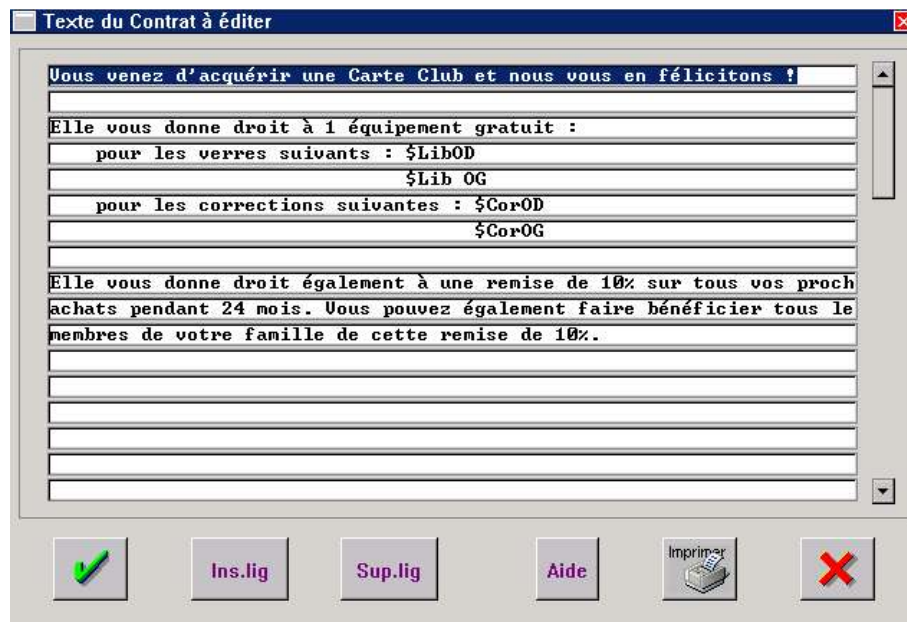 Texte du Contrat à éditer
Vous venez d'acquérir une Carte Club et nous vous en félicitons !
Elle vous donne droit à 1 équipement gratuit :
pour les verres suivants : $LibOD
$Lib OG
pour les corrections suivantes : $CorOD
$CorOG
Elle vous donne droit également à une remise de 10% sur tous vos proch
achats pendant 24 mois. Vous pouvez également faire bénéficier tous le
membres de votre famille de cette remise de 10%.
Ins.lig Sup.lig Aide Imprimer